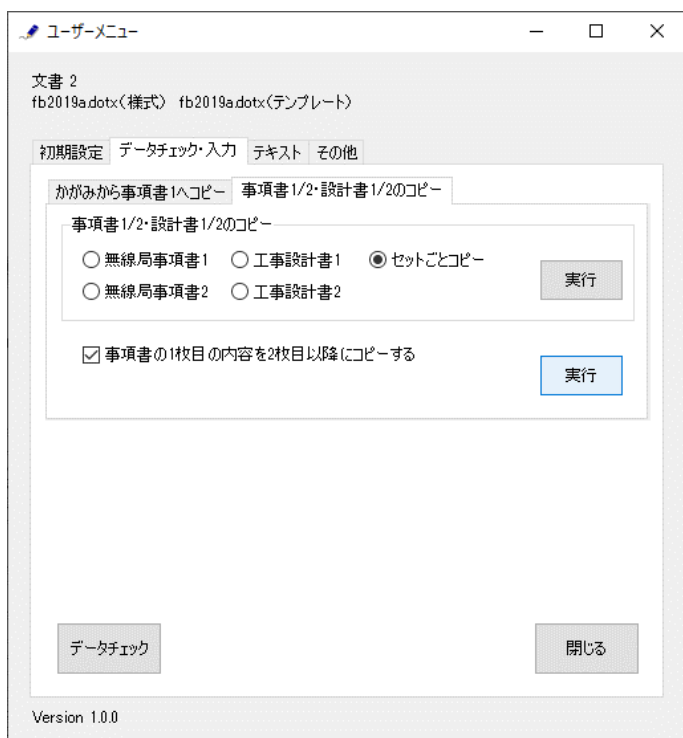 ユーザーメニュー
文書 2
fb2019a.dotx(様式) fb2019a.dotx(テンプレート)
初期設定 データチェック・入力 テキスト その他
かがみから事項書1へコピー 事項書1/2・設計書1/2のコピー
事項書1/2・設計書1/2のコピー
無線局事項書1 工事設計書1 セットごとコピー
実行
無線局事項書2 工事設計書2
事項書の1枚目の内容を2枚目以降にコピーする
実行
データチェック 閉じる
Version 1.0.0